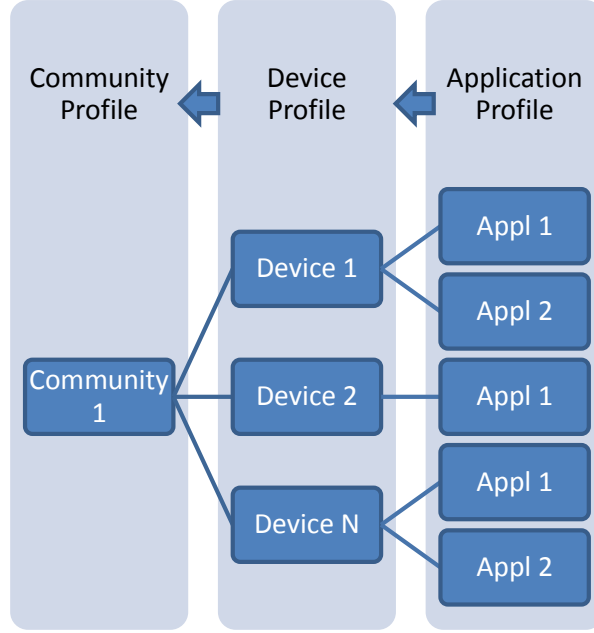 Community
Profile
Device
Profile
Application
Profile
Appl 1
Device 1
Appl 2
Community
1
Device 2
Appl 1
Appl 1
Device N
Appl 2